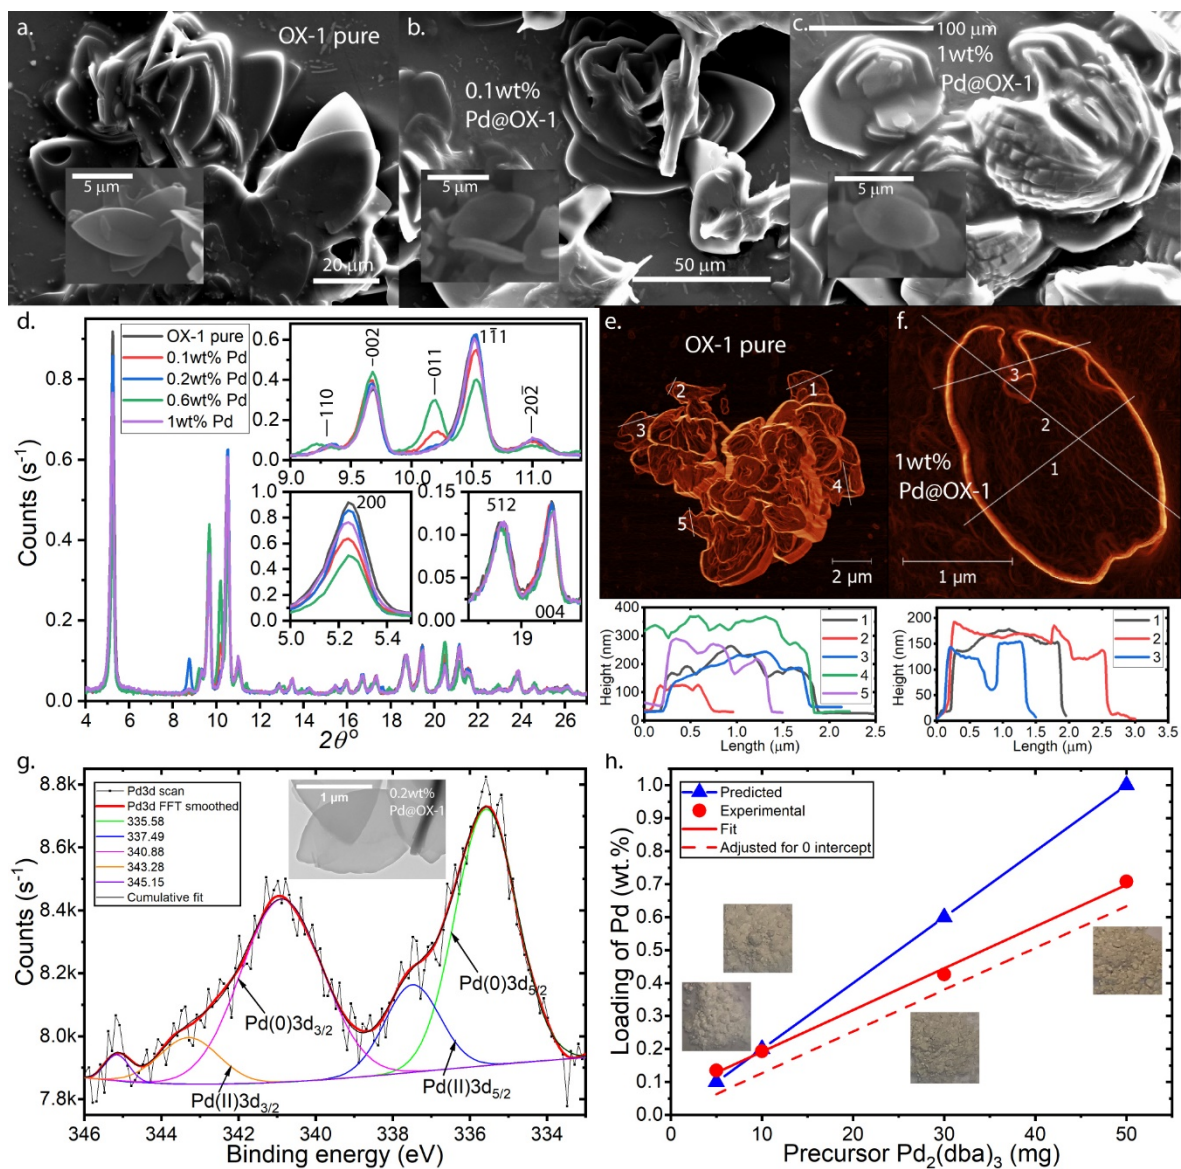 a.
OX-1 pure
5 μm
20 μm
b.
0.1wt%
Pd@OX-1
5 μm
50 μm
c.
100 μm
1wt%
Pd@OX-1
5 μm
d.
Counts (s⁻¹)
0.8
0.6
0.4
0.2
0.0
4 6 8 10 12 14 16 18 20 22 24 26
2θ°
OX-1 pure
0.1wt% Pd
0.2wt% Pd
0.6wt% Pd
1wt% Pd
0.6
0.4
0.2
0.0
9.0 9.5 10.0 10.5 11.0
110
002
011
11̄1
202̄
1.0
0.8
0.6
0.4
0.2
0.0
5.0 5.2 5.4
200
0.15
0.10
0.05
0.00
19
512
004
e.
OX-1 pure
1
2
3
4
5
2 μm
f.
1wt%
Pd@OX-1
3
2
1
1 μm
Height (nm)
400
300
200
100
0
0.0 0.5 1.0 1.5 2.0 2.5
Length (μm)
1
2
3
4
5
Height (nm)
200
150
100
50
0
0.0 0.5 1.0 1.5 2.0 2.5 3.0 3.5
Length (μm)
1
2
3
g.
Counts (s⁻¹)
8.8k
8.6k
8.4k
8.2k
8.0k
7.8k
346 344 342 340 338 336 334
Binding energy (eV)
Pd3d scan
Pd3d FFT smoothed
335.58
337.49
340.88
343.28
345.15
Cumulative fit
1 μm
0.2wt%
Pd@OX-1
Pd(0)3d₅/₂
Pd(0)3d₃/₂
Pd(II)3d₅/₂
Pd(II)3d₃/₂
h.
Loading of Pd (wt.%)
1.0
0.9
0.8
0.7
0.6
0.5
0.4
0.3
0.2
0.1
0.0
0 10 20 30 40 50
Precursor Pd₂(dba)₃ (mg)
Predicted
Experimental
Fit
Adjusted for 0 intercept